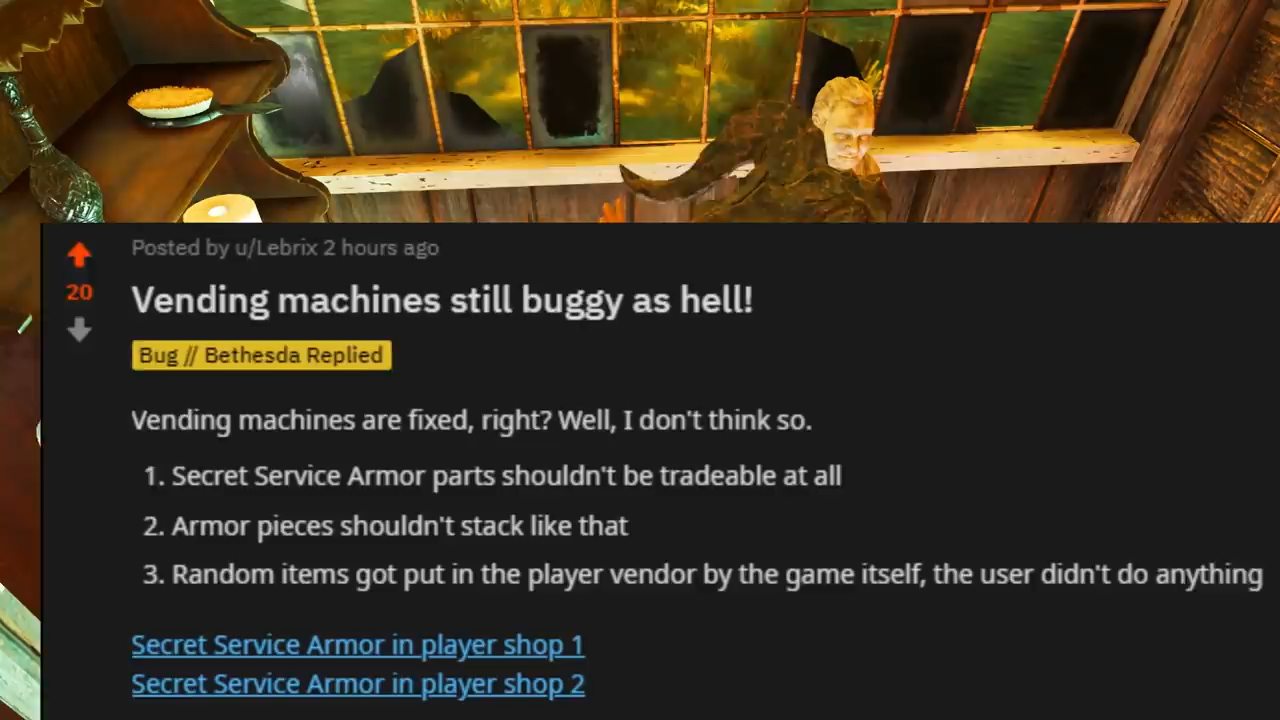 Posted by u/Lebrix 2 hours ago
20
Vending machines still buggy as hell!
Bug // Bethesda Replied
Vending machines are fixed, right? Well, I don't think so.
1. Secret Service Armor parts shouldn't be tradeable at all
2. Armor pieces shouldn't stack like that
3. Random items got put in the player vendor by the game itself, the user didn't do anything
Secret Service Armor in player shop 1
Secret Service Armor in player shop 2